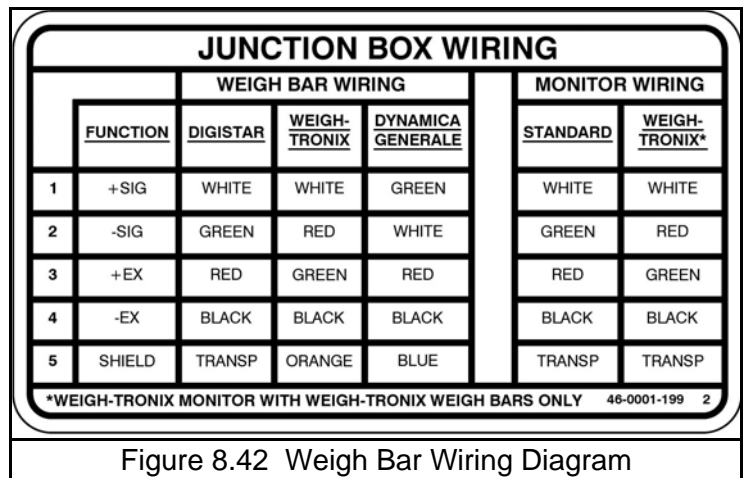 JUNCTION BOX WIRING
WEIGH BAR WIRING MONITOR WIRING
FUNCTION DIGISTAR WEIGH-TRONIX DYNAMICA GENERALE STANDARD WEIGH-TRONIX*
1 +SIG WHITE WHITE GREEN WHITE WHITE
2 -SIG GREEN RED WHITE GREEN RED
3 +EX RED GREEN RED RED GREEN
4 -EX BLACK BLACK BLACK BLACK BLACK
5 SHIELD TRANSP ORANGE BLUE TRANSP TRANSP
*WEIGH-TRONIX MONITOR WITH WEIGH-TRONIX WEIGH BARS ONLY 46-0001-199 2
Figure 8.42 Weigh Bar Wiring Diagram